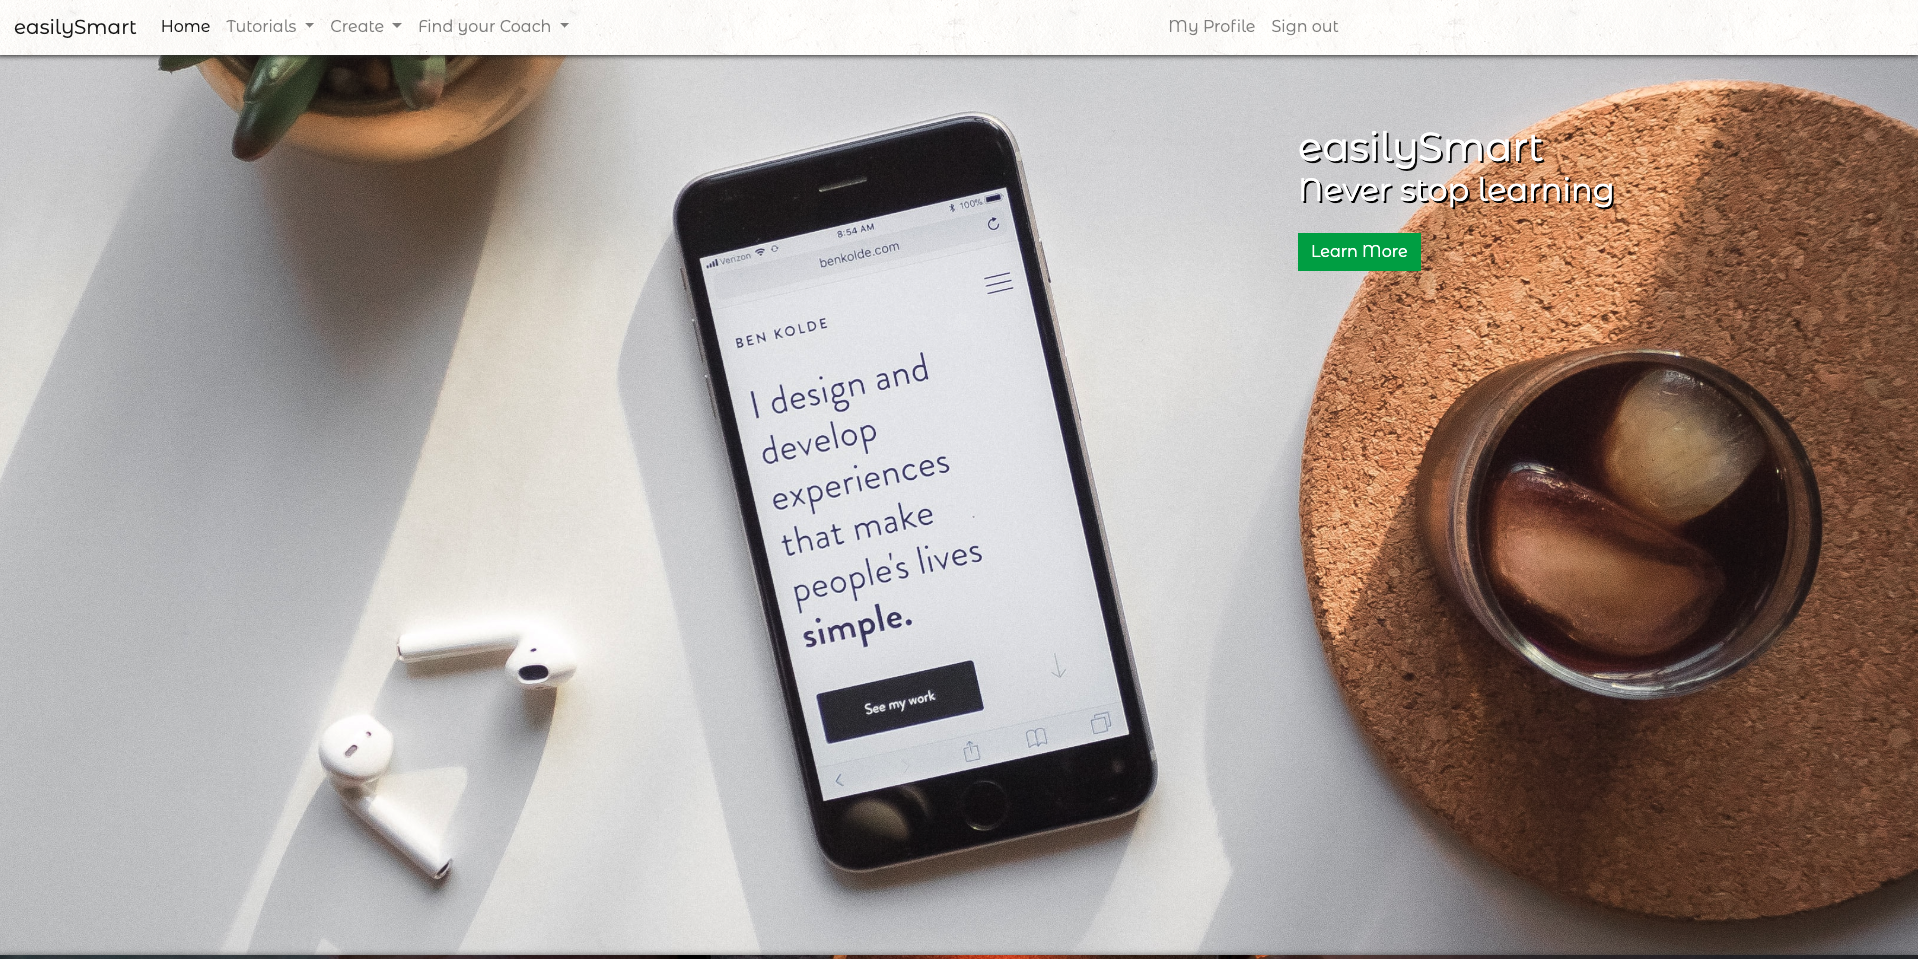 easilySmart Home Tutorials Create Find your Coach My Profile Sign out
easilySmart
Never stop learning
Learn More
Verizon 8:54 AM 100%
benkolde.com
BEN KOLDE
I design and
develop
experiences
that make
people's lives
simple.
See my work